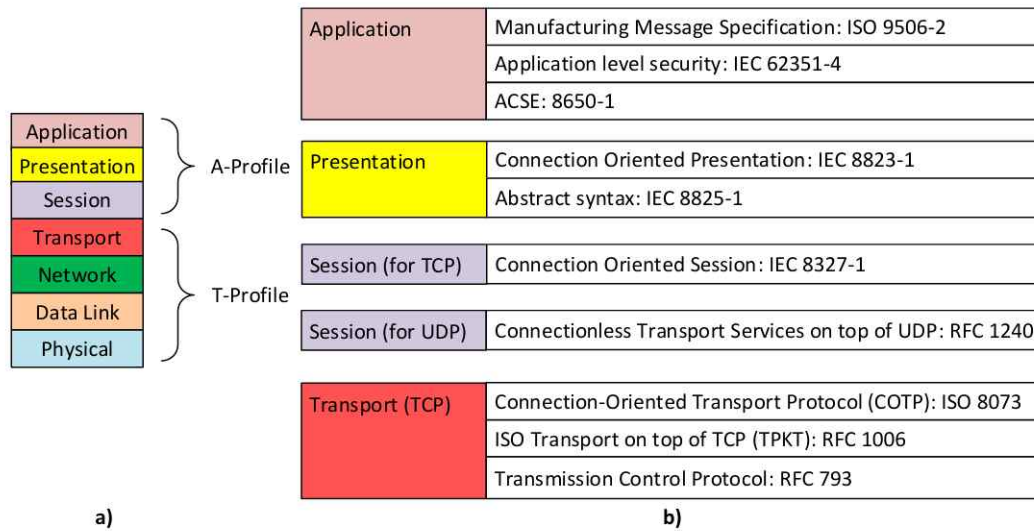 Application
Presentation
Session
Transport
Network
Data Link
Physical
A-Profile
T-Profile
a)
Application
Manufacturing Message Specification: ISO 9506-2
Application level security: IEC 62351-4
ACSE: 8650-1
Presentation
Connection Oriented Presentation: IEC 8823-1
Abstract syntax: IEC 8825-1
Session (for TCP)
Connection Oriented Session: IEC 8327-1
Session (for UDP)
Connectionless Transport Services on top of UDP: RFC 1240
Transport (TCP)
Connection-Oriented Transport Protocol (COTP): ISO 8073
ISO Transport on top of TCP (TPKT): RFC 1006
Transmission Control Protocol: RFC 793
b)